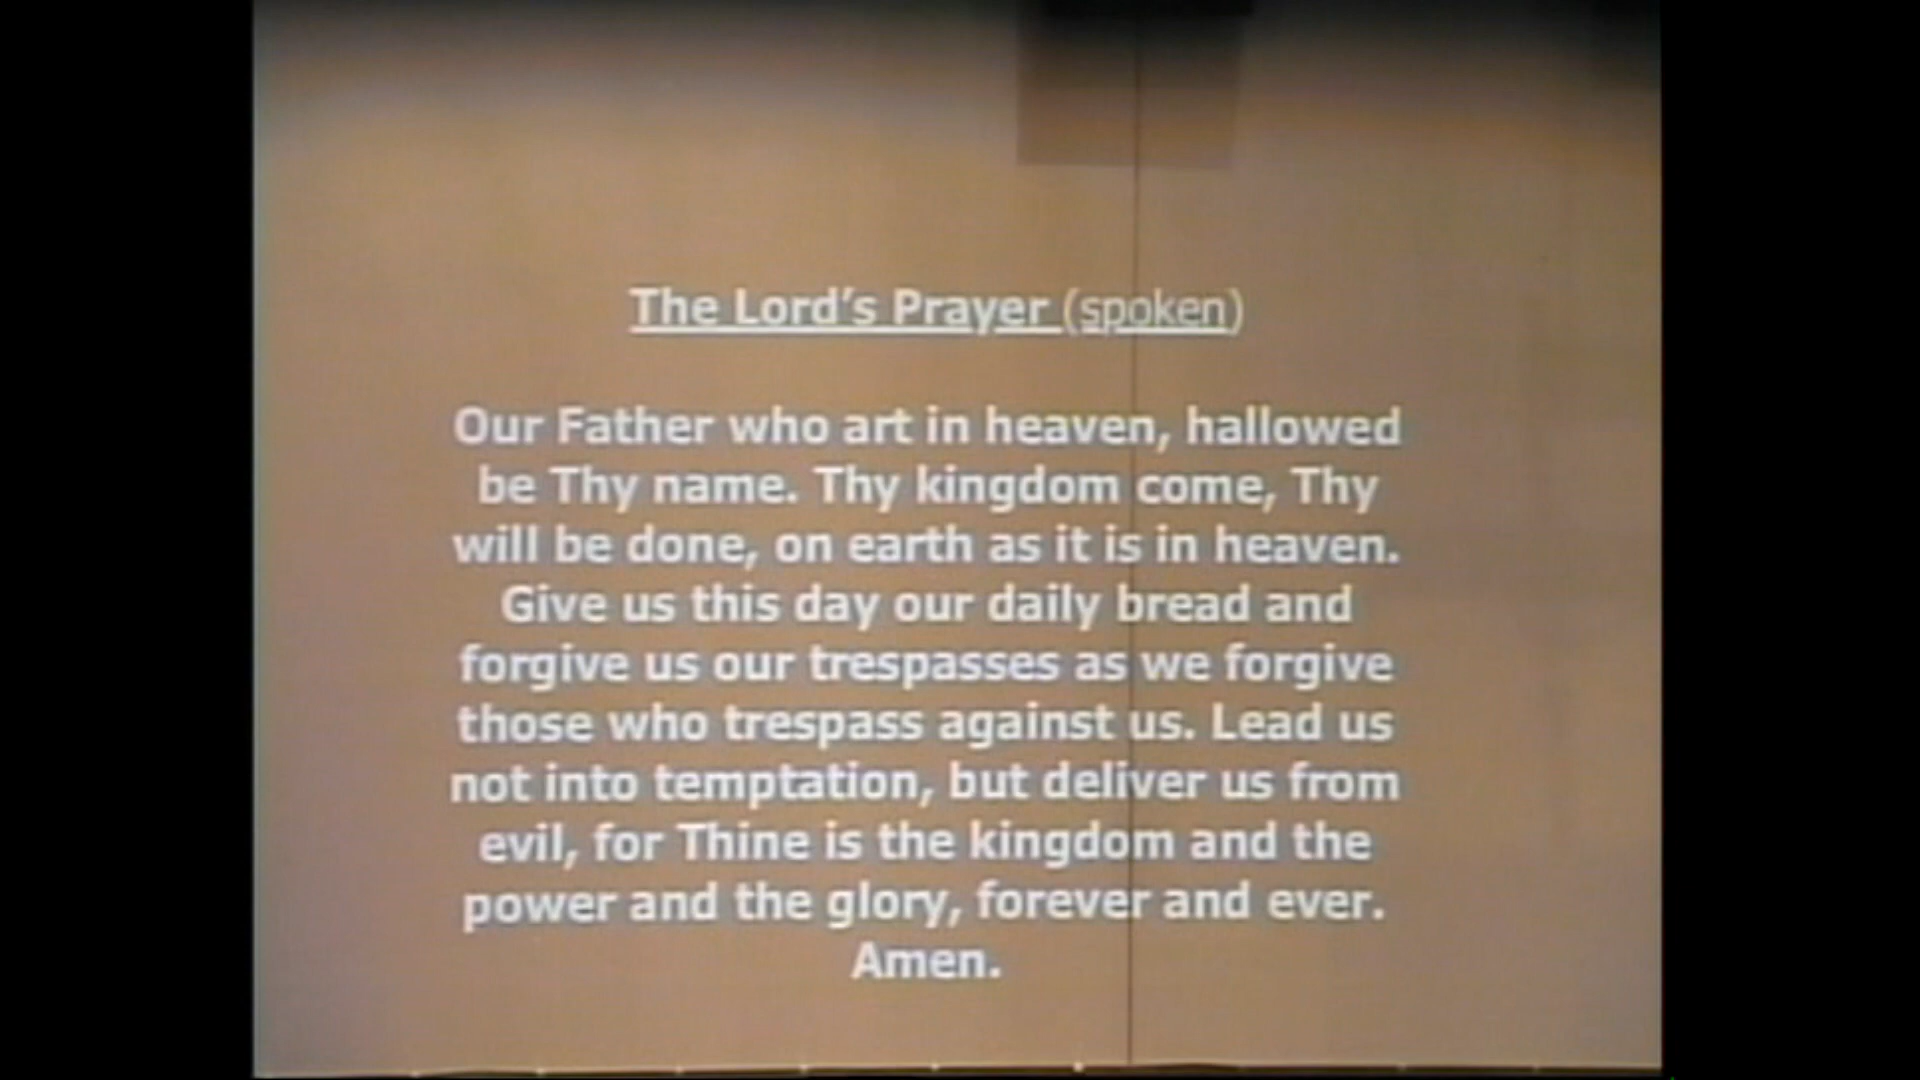 The Lord's Prayer (spoken)
Our Father who art in heaven, hallowed
be Thy name. Thy kingdom come, Thy
will be done, on earth as it is in heaven.
Give us this day our daily bread and
forgive us our trespasses as we forgive
those who trespass against us. Lead us
not into temptation, but deliver us from
evil, for Thine is the kingdom and the
power and the glory, forever and ever.
Amen.